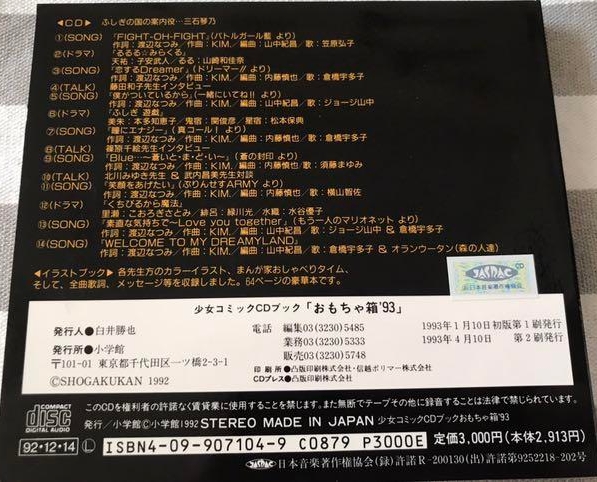 ◀CD▶ ふしぎの国の案内役…三石琴乃
①(SONG) 「FIGHT-OH-FIGHT」(バトルガール藍 より)
作詞:渡辺なつみ／作曲:KIM.／編曲:山中紀昌／歌:笠原弘子
②(ドラマ) 「るるる☆みらくる」
天祐:子安武人／るる:山崎和佳奈
③(SONG) 「恋するDreamer」(ドリーマー!! より)
作詞:渡辺なつみ／作曲:KIM.／編曲:内藤慎也／歌:倉橋宇多子
④(TALK) 藤田和子先生インタビュー
⑤(SONG) 「僕がついているから」(一緒にいてね!! より)
作詞:渡辺なつみ／作曲:KIM.／編曲:山中紀昌／歌:ジョージ山中
⑥(ドラマ) 「ふしぎ 遊戯」
美朱:本多知恵子／鬼宿:関俊彦／星宿:松本保典
⑦(SONG) 「瞳にエナジー」(真コール! より)
作詞:渡辺なつみ／作曲:KIM.／編曲:内藤慎也／歌:倉橋宇多子
⑧(TALK) 篠原千絵先生インタビュー
⑨(SONG) 「Blue…～蒼いと・ま・ど・い～」(蒼の封印 より)
作詞:渡辺なつみ／作曲:KIM.／編曲:内藤慎也／歌:須藤まゆみ
⑩(TALK) 北川みゆき先生 & 武内昌美先生対談
⑪(SONG) 「笑顔をあげたい」(ぷりんせすARMY より)
作詞:渡辺なつみ／作曲:KIM.／編曲:内藤慎也／歌:横山智佐
⑫(ドラマ) 「くちびるから魔法」
里瀬:こおろぎさとみ／緋呂:緑川光／水織:水谷優子
⑬(SONG) 「素直な気持ちで～Love you together」(もう一人のマリオネット より)
作詞:渡辺なつみ／作曲:KIM.／編曲:山中紀昌／歌:ジョージ山中 & 倉橋宇多子
⑭(SONG) 「WELCOME TO MY DREAMYLAND」
作詞:渡辺なつみ／作曲:KIM.／編曲:山中紀昌／歌:倉橋宇多子 & オランウータン(森の人達)
◀イラストブック▶ 各先生方のカラーイラスト、まんが家おしゃべりタイム、
そして、全曲歌詞、メッセージ等を収録しました。64ページの豪華本です。
JASRAC
少女コミックCDブック「おもちゃ箱'93」
発行人●白井勝也
発行所●小学館
〒101-01 東京都千代田区一ツ橋2-3-1
©SHOGAKUKAN 1992
電話 編集03(3230)5485
業務03(3230)5333
販売03(3230)5748
印刷所●凸版印刷株式会社・信越ポリマー株式会社
CDプレス●凸版印刷株式会社
1993年1月10日初版第1刷発行
1993年4月10日 第2刷発行
COMPACT
disc
DIGITAL AUDIO
このCDを権利者の許諾なく賃貸業に使用することを禁じます。また無断でテープその他に録音することは法律で禁じられています。
発行／小学館©小学館1992 STEREO MADE IN JAPAN 少女コミックCDブックおもちゃ箱'93
92・12・14 Ⓛ ISBN4-09-907104-9 C0879 P3000E 定価3,000円(本体2,913円)
JASRAC 日本音楽著作権協会(録)許諾R-200130(出)許諾第9252218-202号